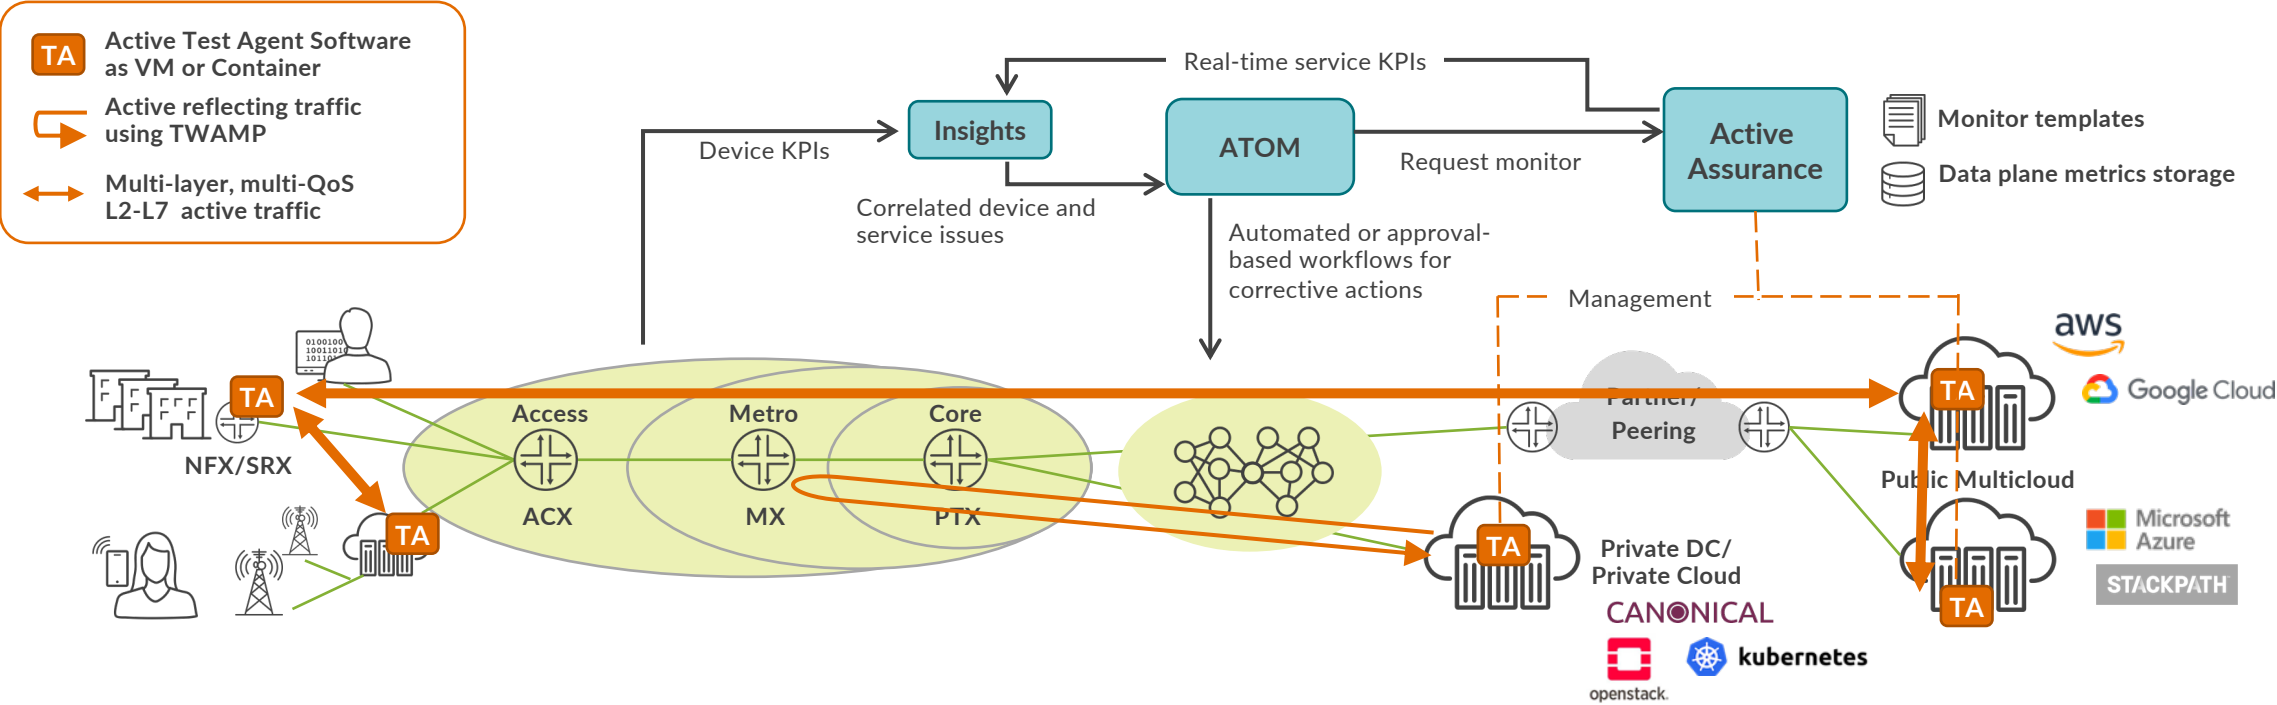 TA
Active Test Agent Software
as VM or Container
Active reflecting traffic
using TWAMP
Multi-layer, multi-QoS
L2-L7 active traffic
Real-time service KPIs
Device KPIs
Insights
ATOM
Active
Assurance
Request monitor
Monitor templates
Data plane metrics storage
Correlated device and
service issues
Automated or approval-
based workflows for
corrective actions
Management
0100100
10011010
10110
TA
NFX/SRX
TA
Access
ACX
Metro
MX
Core
PTX
Partner/
Peering
TA
Private DC/
Private Cloud
CANONICAL
openstack.
kubernetes
TA
aws
Google Cloud
Public Multicloud
TA
Microsoft
Azure
STACKPATH